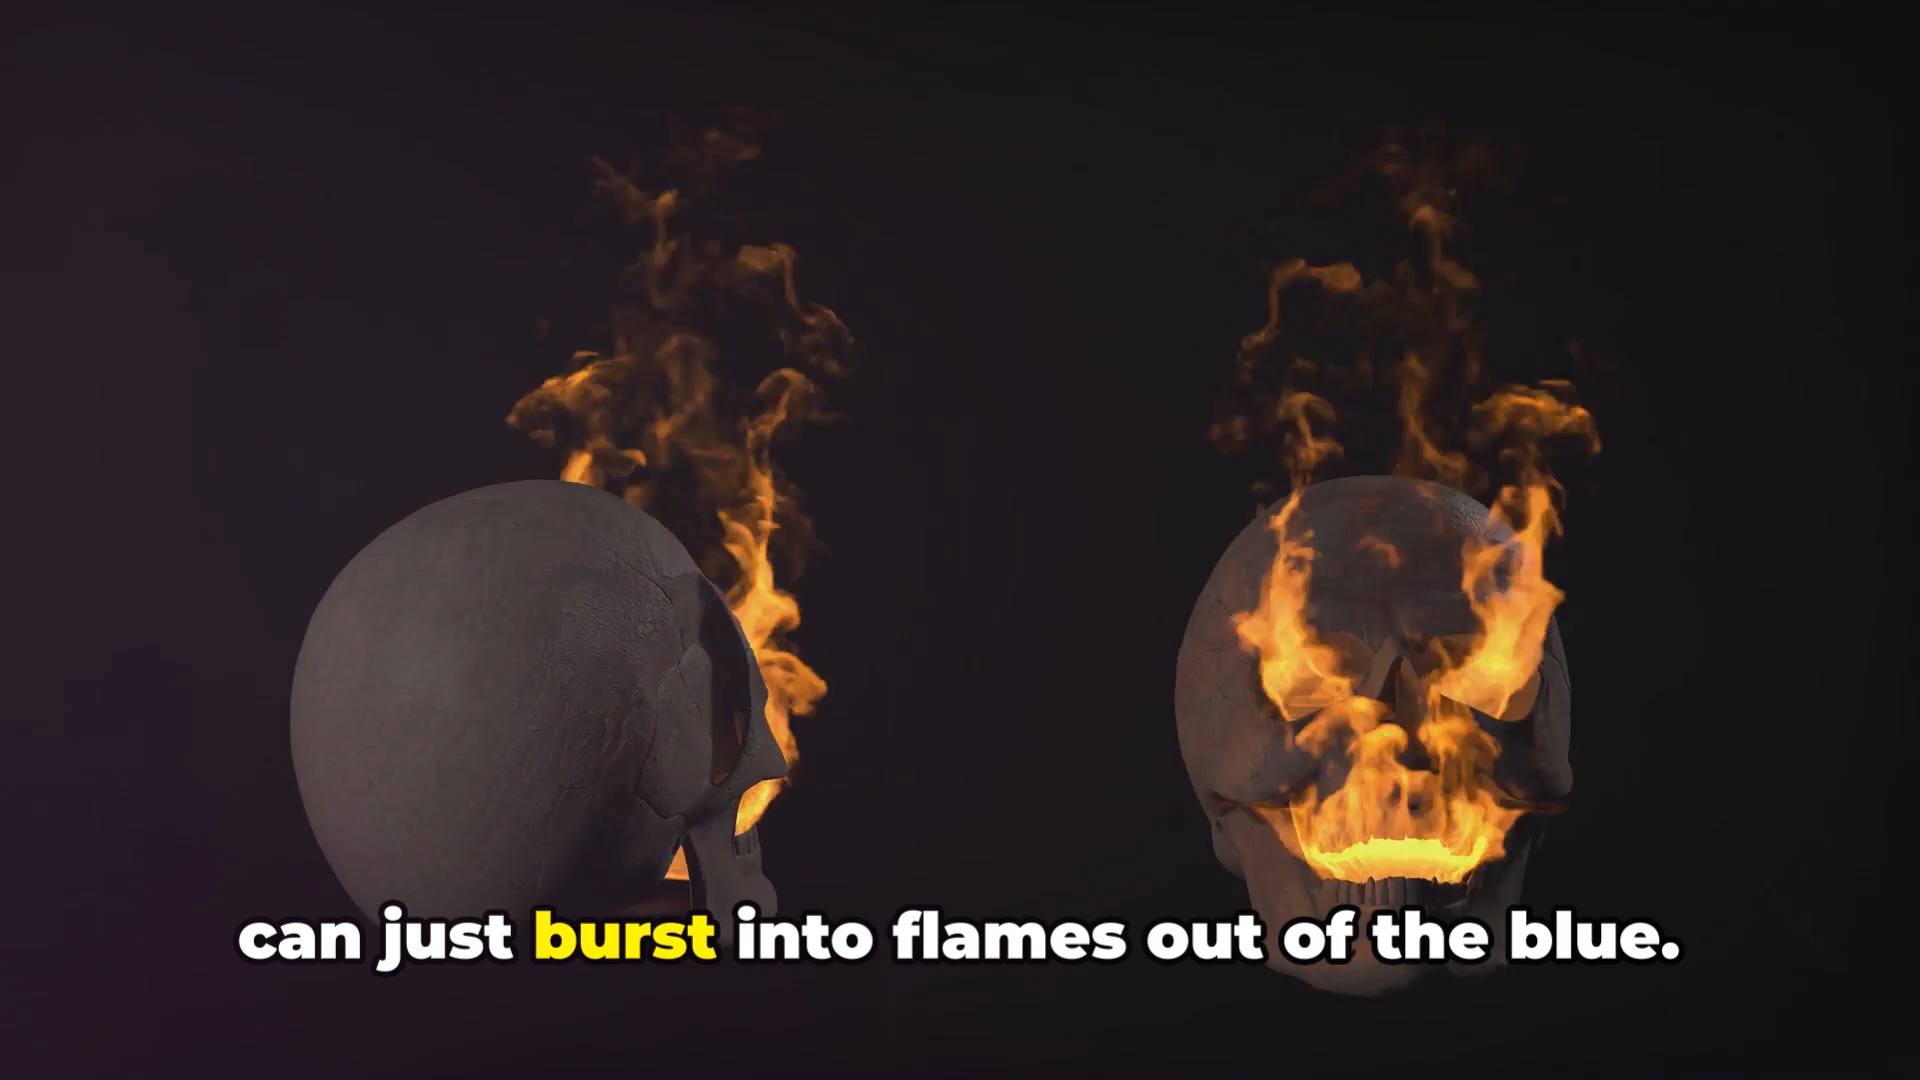 can just burst into flames out of the blue.